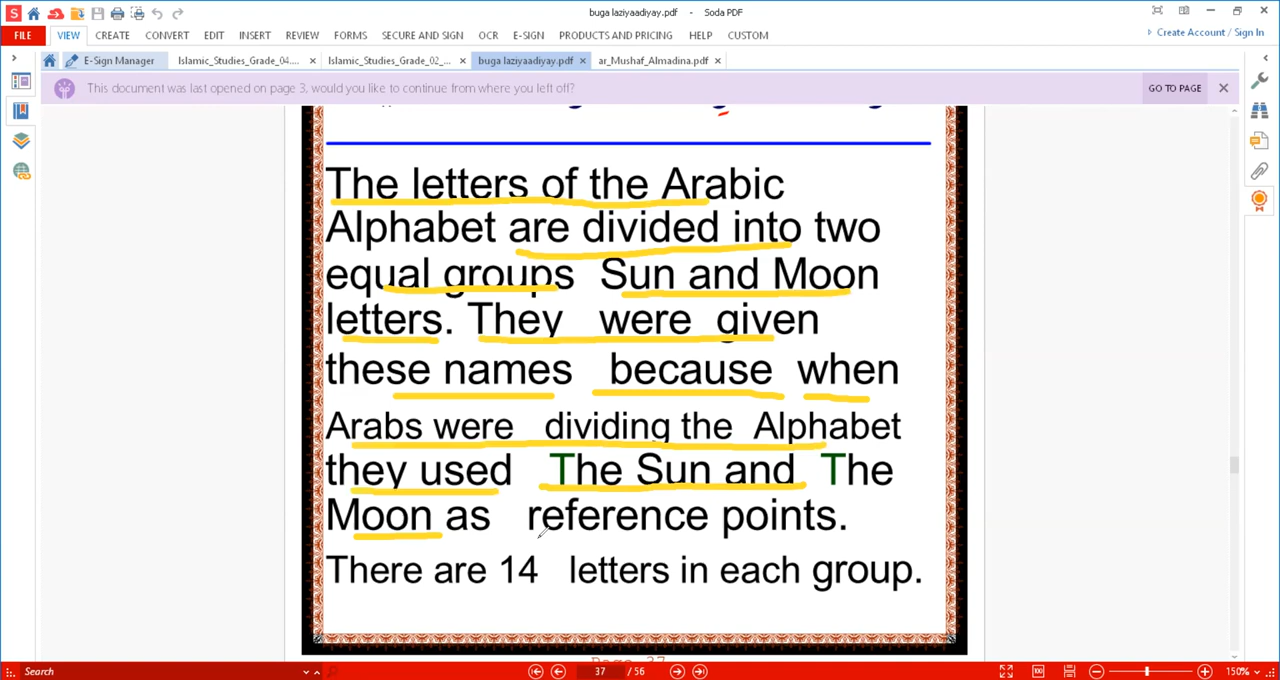 buga laziyaadiyay.pdf - Soda PDF
FILE VIEW CREATE CONVERT EDIT INSERT REVIEW FORMS SECURE AND SIGN OCR E-SIGN PRODUCTS AND PRICING HELP CUSTOM Create Account / Sign In
E-Sign Manager Islamic_Studies_Grade_04.... Islamic_Studies_Grade_02_... buga laziyaadiyay.pdf ar_Mushaf_Almadina.pdf
This document was last opened on page 3, would you like to continue from where you left off? GO TO PAGE
The letters of the Arabic
Alphabet are divided into two
equal groups Sun and Moon
letters. They were given
these names because when
Arabs were dividing the Alphabet
they used The Sun and The
Moon as reference points.
There are 14 letters in each group.
Page 37
Search 37 / 56 150%